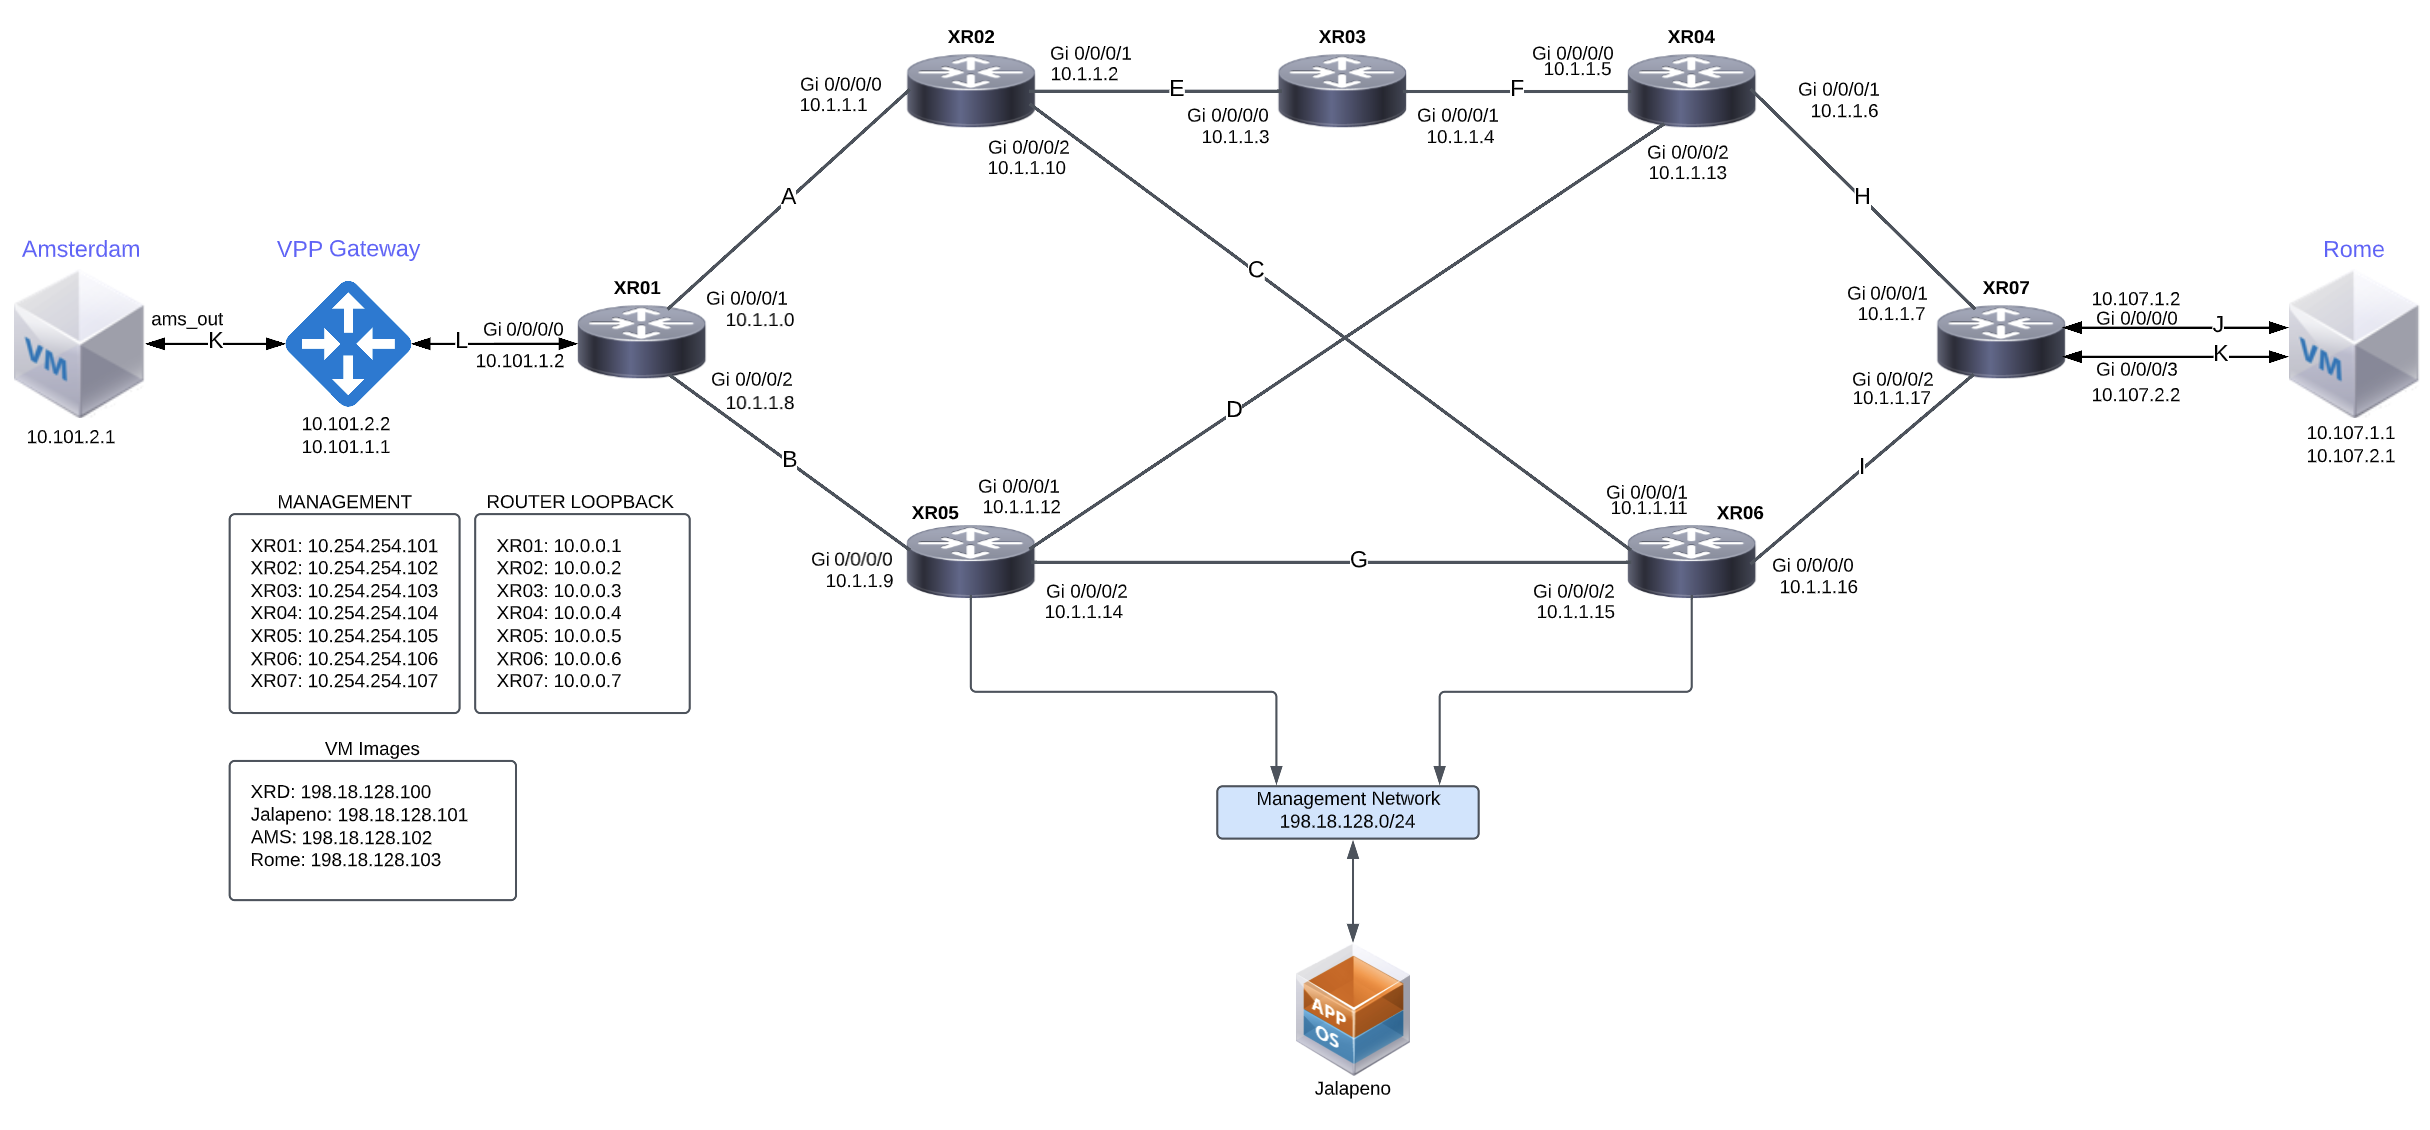 XR02
XR03
XR04
Gi 0/0/0/1
10.1.1.2
Gi 0/0/0/0
10.1.1.5
Gi 0/0/0/0
10.1.1.1
E
F
Gi 0/0/0/1
10.1.1.6
Gi 0/0/0/0
10.1.1.3
Gi 0/0/0/1
10.1.1.4
Gi 0/0/0/2
10.1.1.10
Gi 0/0/0/2
10.1.1.13
A
H
Amsterdam
VPP Gateway
Rome
C
XR01
XR07
Gi 0/0/0/1
10.1.1.0
Gi 0/0/0/1
10.1.1.7
10.107.1.2
Gi 0/0/0/0
J
ams_out
K
L
Gi 0/0/0/0
10.101.1.2
VM
K
VM
Gi 0/0/0/3
10.107.2.2
Gi 0/0/0/2
10.1.1.8
Gi 0/0/0/2
10.1.1.17
D
10.101.2.1
10.101.2.2
10.101.1.1
10.107.1.1
10.107.2.1
B
I
Gi 0/0/0/1
10.1.1.12
Gi 0/0/0/1
10.1.1.11
XR05
XR06
Gi 0/0/0/0
10.1.1.9
G
Gi 0/0/0/0
10.1.1.16
Gi 0/0/0/2
10.1.1.14
Gi 0/0/0/2
10.1.1.15
MANAGEMENT
XR01: 10.254.254.101
XR02: 10.254.254.102
XR03: 10.254.254.103
XR04: 10.254.254.104
XR05: 10.254.254.105
XR06: 10.254.254.106
XR07: 10.254.254.107
ROUTER LOOPBACK
XR01: 10.0.0.1
XR02: 10.0.0.2
XR03: 10.0.0.3
XR04: 10.0.0.4
XR05: 10.0.0.5
XR06: 10.0.0.6
XR07: 10.0.0.7
VM Images
XRD: 198.18.128.100
Jalapeno: 198.18.128.101
AMS: 198.18.128.102
Rome: 198.18.128.103
Management Network
198.18.128.0/24
APP
OS
Jalapeno